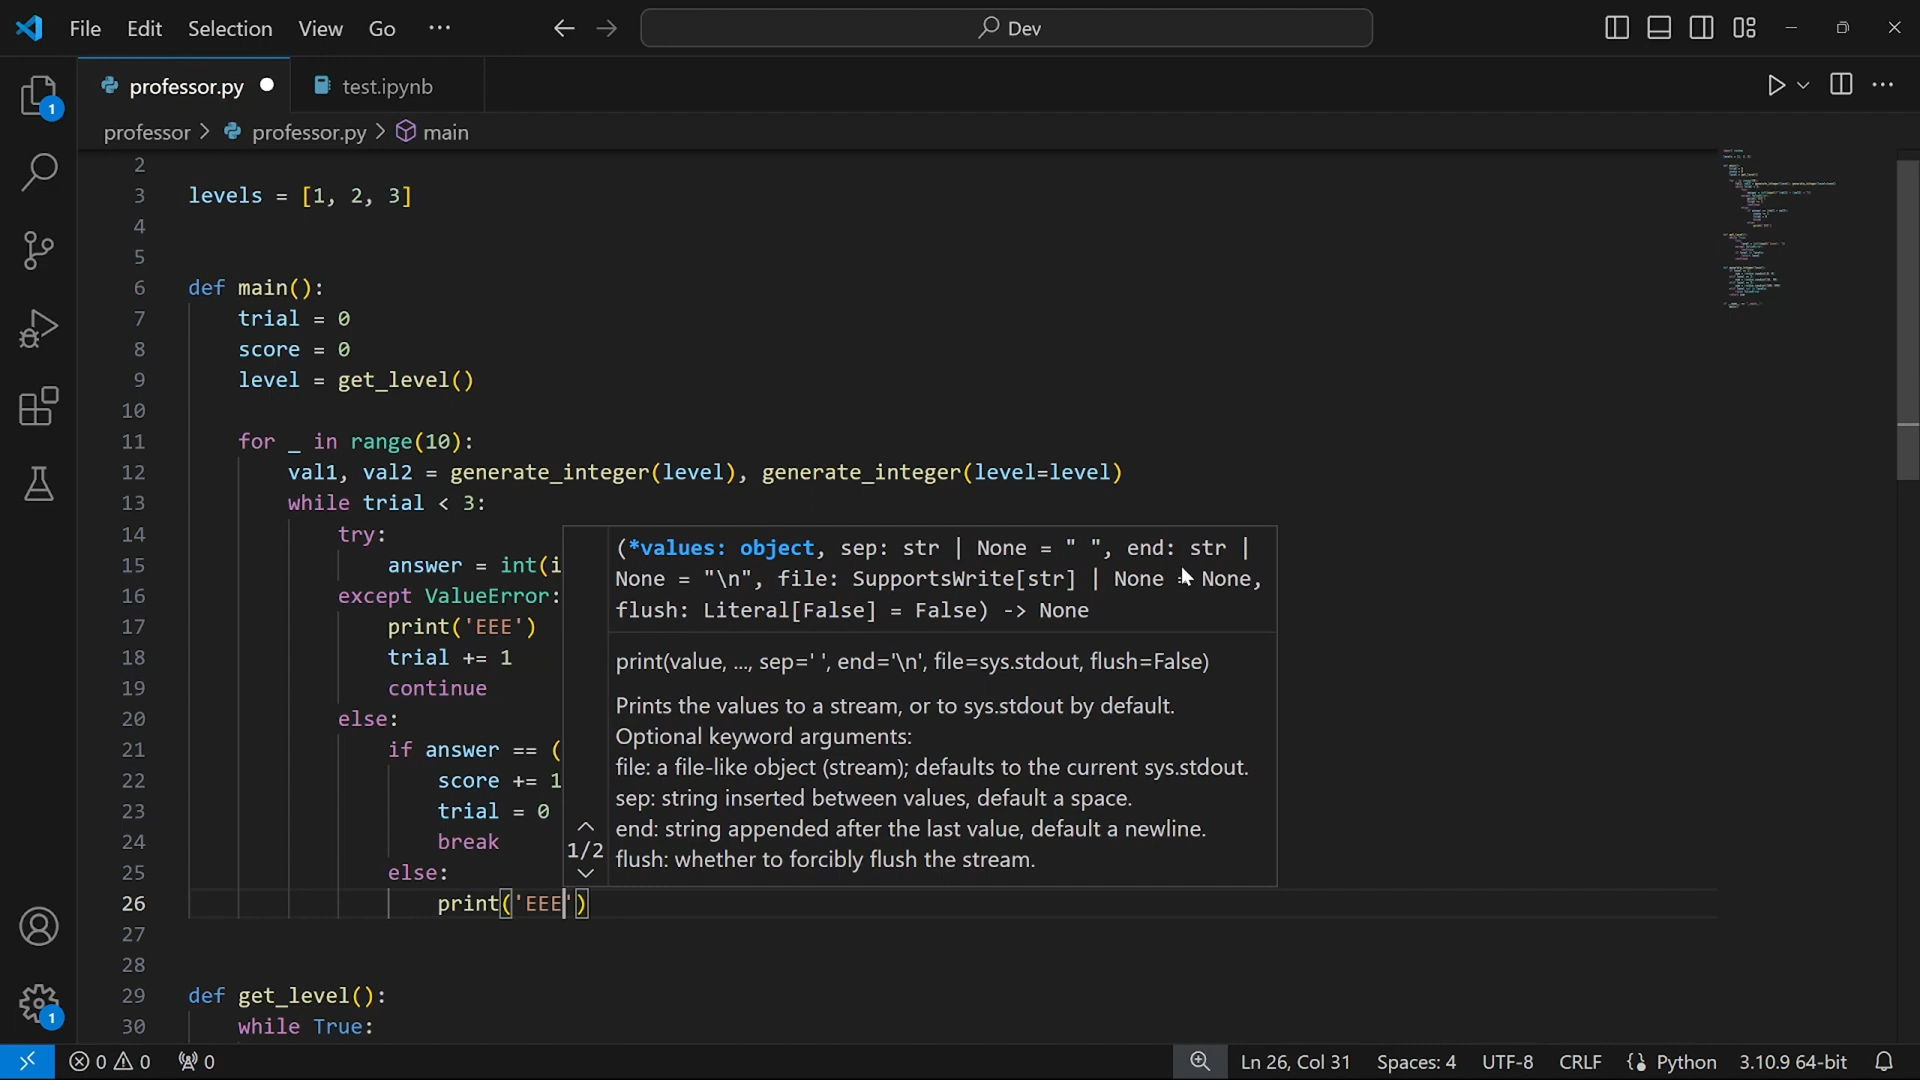 File Edit Selection View Go ··· Dev
professor.py test.ipynb
professor > professor.py > main
2
3 levels = [1, 2, 3]
4
5
6 def main():
7 trial = 0
8 score = 0
9 level = get_level()
10
11 for _ in range(10):
12 val1, val2 = generate_integer(level), generate_integer(level=level)
13 while trial < 3:
14 try:
15 answer = int(i
16 except ValueError:
17 print('EEE')
18 trial += 1
19 continue
20 else:
21 if answer == (
22 score += 1
23 trial = 0
24 break
25 else:
26 print('EEE')
27
28
29 def get_level():
30 while True:
(*values: object, sep: str | None = " ", end: str |
None = "\n", file: SupportsWrite[str] | None = None,
flush: Literal[False] = False) -> None
print(value, ..., sep=' ', end='\n', file=sys.stdout, flush=False)
Prints the values to a stream, or to sys.stdout by default.
Optional keyword arguments:
file: a file-like object (stream); defaults to the current sys.stdout.
sep: string inserted between values, default a space.
end: string appended after the last value, default a newline.
flush: whether to forcibly flush the stream.
1/2
1
1
0 0 0 Ln 26, Col 31 Spaces: 4 UTF-8 CRLF Python 3.10.9 64-bit